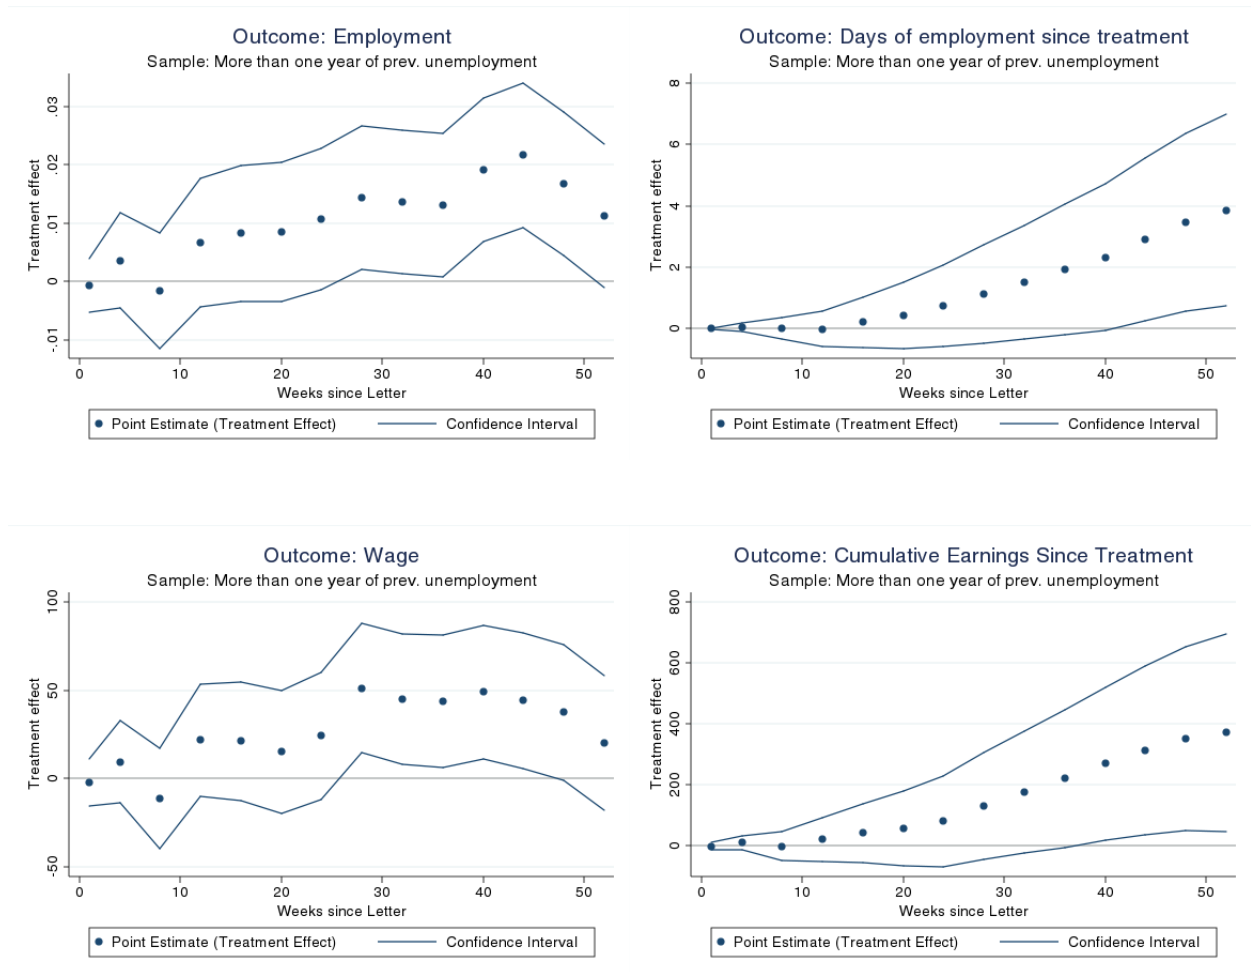 Outcome: Employment
Sample: More than one year of prev. unemployment
Treatment effect
.03
.02
.01
0
-.01
0 10 20 30 40 50
Weeks since Letter
Point Estimate (Treatment Effect) Confidence Interval
Outcome: Days of employment since treatment
Sample: More than one year of prev. unemployment
Treatment effect
8
6
4
2
0
0 10 20 30 40 50
Weeks since Letter
Point Estimate (Treatment Effect) Confidence Interval
Outcome: Wage
Sample: More than one year of prev. unemployment
Treatment effect
100
50
0
-50
0 10 20 30 40 50
Weeks since Letter
Point Estimate (Treatment Effect) Confidence Interval
Outcome: Cumulative Earnings Since Treatment
Sample: More than one year of prev. unemployment
Treatment effect
800
600
400
200
0
0 10 20 30 40 50
Weeks since Letter
Point Estimate (Treatment Effect) Confidence Interval